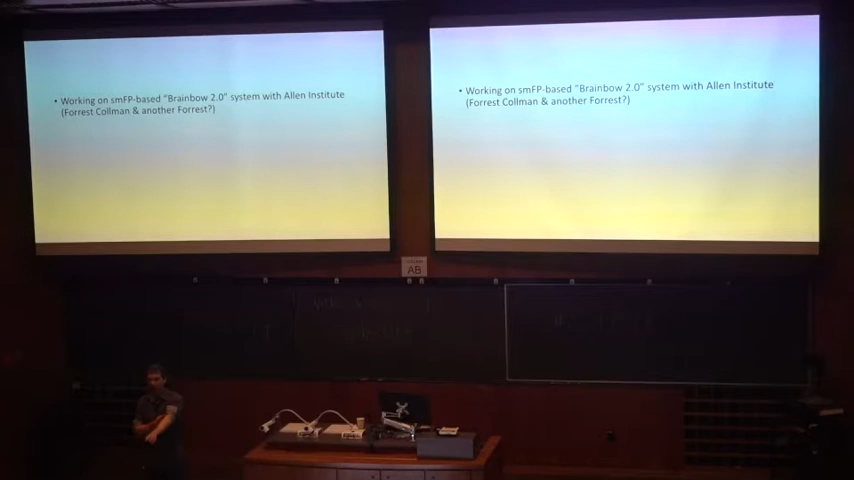 • Working on smFP-based "Brainbow 2.0" system with Allen Institute
(Forrest Collman & another Forrest?)
• Working on smFP-based "Brainbow 2.0" system with Allen Institute
(Forrest Collman & another Forrest?)
AB